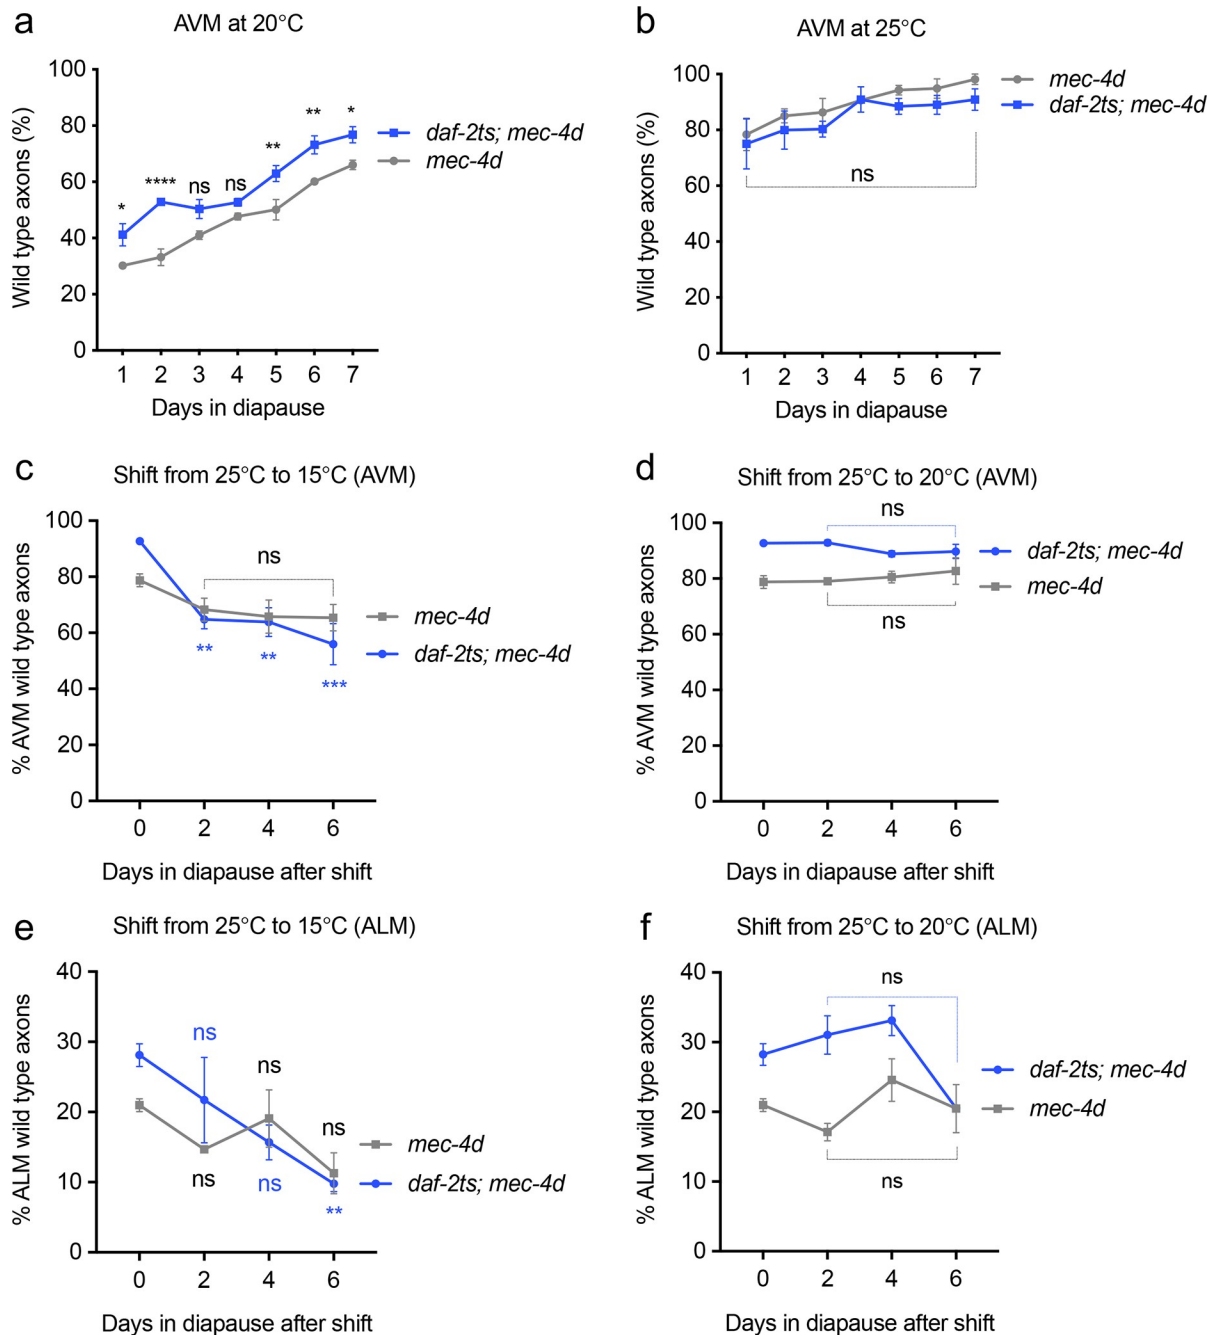 a
AVM at 20°C
Wild type axons (%)
100
80
60
40
20
0
*
****
ns
ns
**
**
*
daf-2ts; mec-4d
mec-4d
1 2 3 4 5 6 7
Days in diapause
b
AVM at 25°C
Wild type axons (%)
100
80
60
40
20
0
ns
mec-4d
daf-2ts; mec-4d
1 2 3 4 5 6 7
Days in diapause
c
Shift from 25°C to 15°C (AVM)
% AVM wild type axons
100
80
60
40
20
0
ns
**
**
***
mec-4d
daf-2ts; mec-4d
0 2 4 6
Days in diapause after shift
d
Shift from 25°C to 20°C (AVM)
% AVM wild type axons
100
80
60
40
20
0
ns
ns
daf-2ts; mec-4d
mec-4d
0 2 4 6
Days in diapause after shift
e
Shift from 25°C to 15°C (ALM)
% ALM wild type axons
40
30
20
10
0
ns
ns
ns
ns
ns
**
mec-4d
daf-2ts; mec-4d
0 2 4 6
Days in diapause after shift
f
Shift from 25°C to 20°C (ALM)
% ALM wild type axons
40
30
20
10
0
ns
ns
daf-2ts; mec-4d
mec-4d
0 2 4 6
Days in diapause after shift